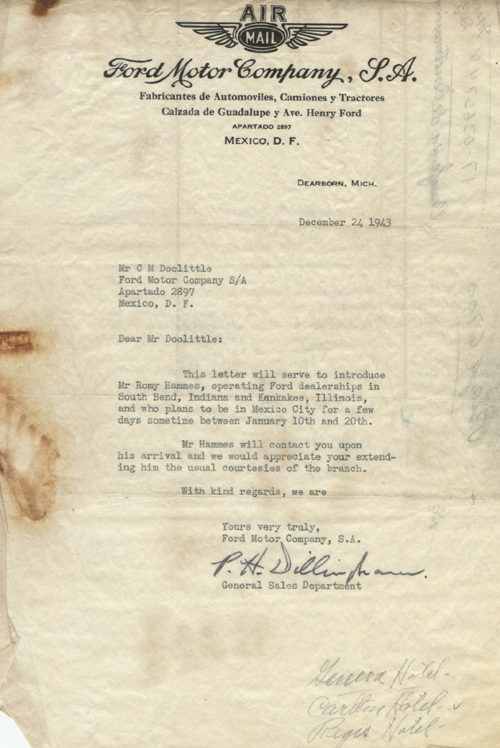 AIR
MAIL
Ford Motor Company, S.A.
Fabricantes de Automoviles, Camiones y Tractores
Calzada de Guadalupe y Ave. Henry Ford
APARTADO 2897
MEXICO, D. F.
DEARBORN, MICH.
December 24 1943
Mr C M Doolittle
Ford Motor Company S/A
Apartado 2897
Mexico, D. F.
Dear Mr Doolittle:
This letter will serve to introduce
Mr Romy Hammes, operating Ford dealerships in
South Bend, Indiana and Kankakee, Illinois,
and who plans to be in Mexico City for a few
days sometime between January 10th and 20th.
Mr Hammes will contact you upon
his arrival and we would appreciate your extend-
ing him the usual courtesies of the branch.
With kind regards, we are
Yours very truly,
Ford Motor Company, S.A.
P. H. Dillingham.
General Sales Department
Geneva Hotel-
Carlton Hotel-
Regis Hotel-